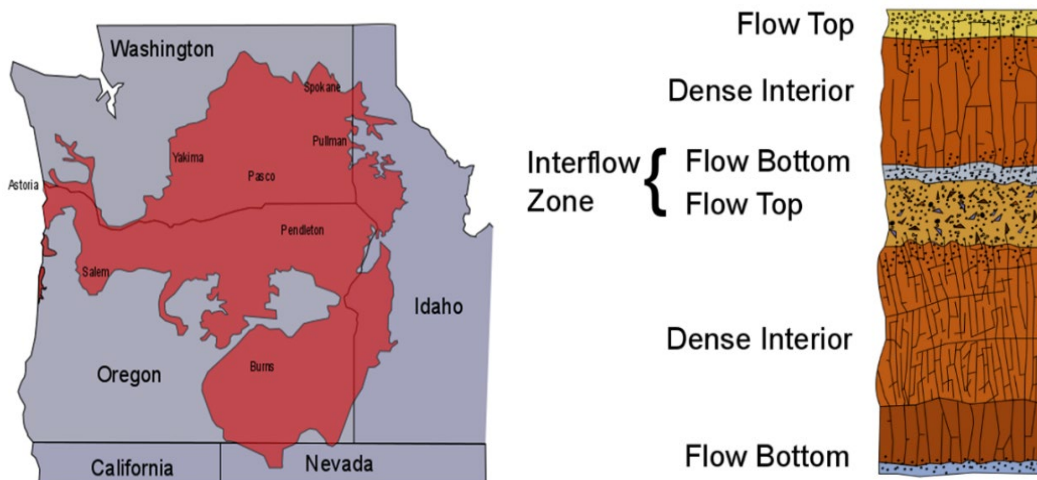 Washington
Spokane
Pullman
Yakima
Pasco
Astoria
Pendleton
Salem
Idaho
Burns
Oregon
California
Nevada
Flow Top
Dense Interior
Interflow
Zone
Flow Bottom
Flow Top
Dense Interior
Flow Bottom